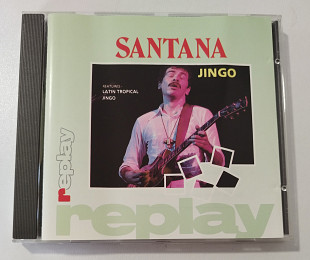 SANTANA
JINGO
FEATURES:
LATIN TROPICAL
JINGO
replay
replay